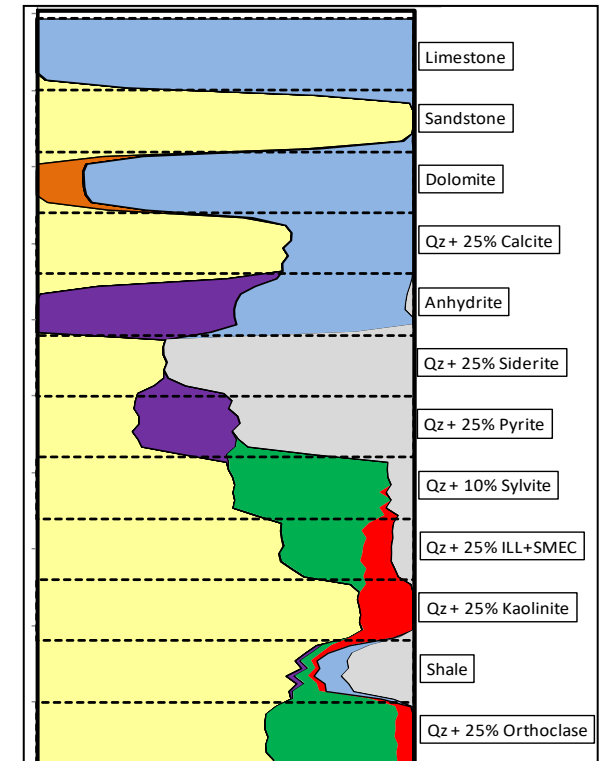 Limestone
Sandstone
Dolomite
Qz + 25% Calcite
Anhydrite
Qz + 25% Siderite
Qz + 25% Pyrite
Qz + 10% Sylvite
Qz + 25% ILL+SMEC
Qz + 25% Kaolinite
Shale
Qz + 25% Orthoclase